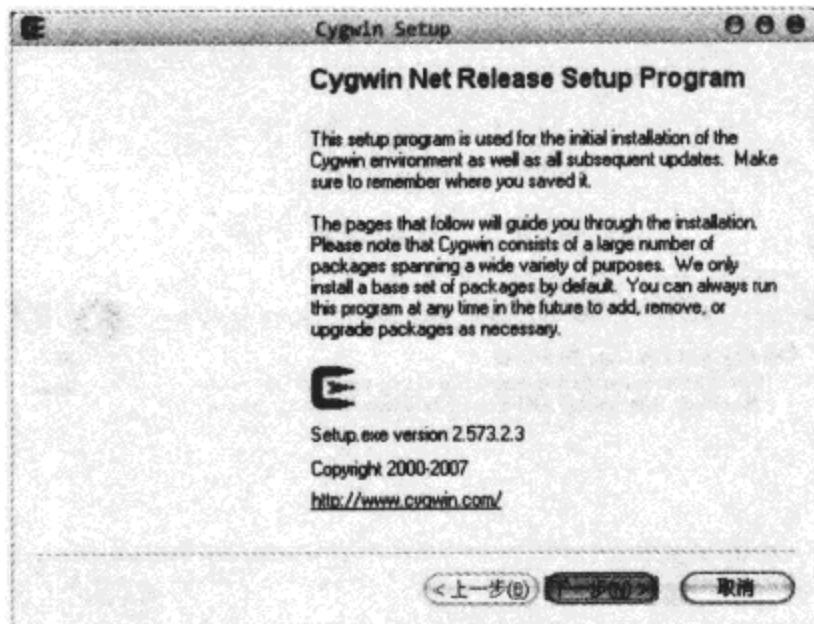 Cygwin Setup
Cygwin Net Release Setup Program
This setup program is used for the initial installation of the
Cygwin environment as well as all subsequent updates.  Make
sure to remember where you saved it.
The pages that follow will guide you through the installation.
Please note that Cygwin consists of a large number of
packages spanning a wide variety of purposes.  We only
install a base set of packages by default.  You can always run
this program at any time in the future to add, remove, or
upgrade packages as necessary.
Setup.exe version 2.573.2.3
Copyright 2000-2007
http://www.cygwin.com/
<上一步(B) 下一步(N)> 取消